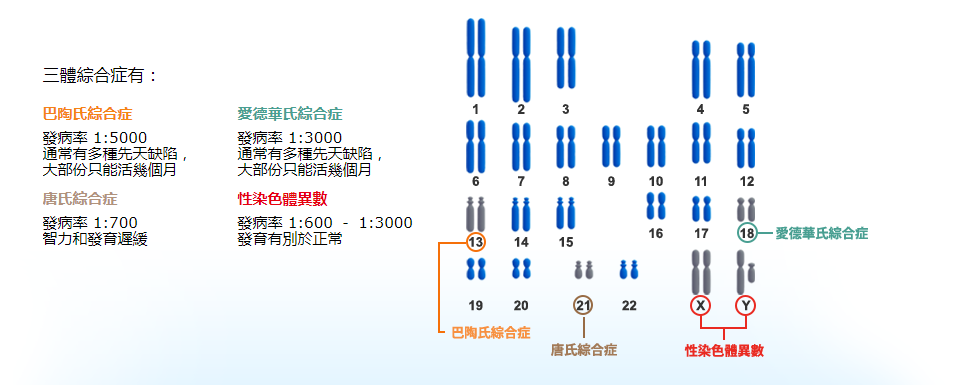 三體綜合症有：
巴陶氏綜合症
發病率 1:5000
通常有多種先天缺陷，
大部份只能活幾個月
愛德華氏綜合症
發病率 1:3000
通常有多種先天缺陷，
大部份只能活幾個月
唐氏綜合症
發病率 1:700
智力和發育遲緩
性染色體異數
發病率 1:600 - 1:3000
發育有別於正常
1 2 3 4 5
6 7 8 9 10 11 12
13 14 15 16 17 18 愛德華氏綜合症
19 20 21 22 X Y
巴陶氏綜合症
唐氏綜合症
性染色體異數